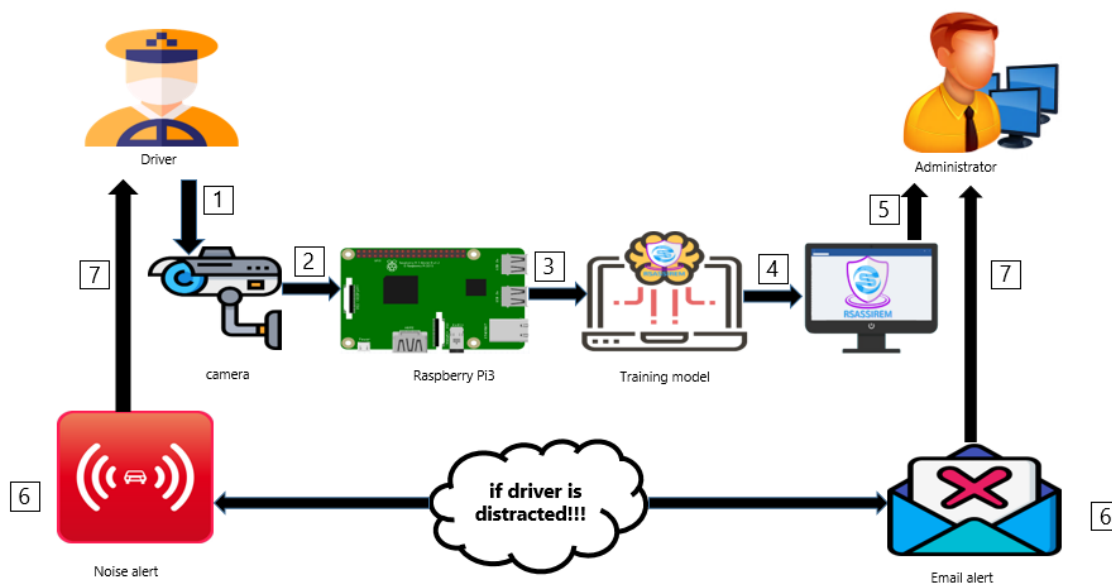 Driver
Administrator
1
5
2
3
4
7
7
RSASSIREM
RSASSIREM
camera
Raspberry Pi3
Training model
if driver is
distracted!!!
6
6
Noise alert
Email alert